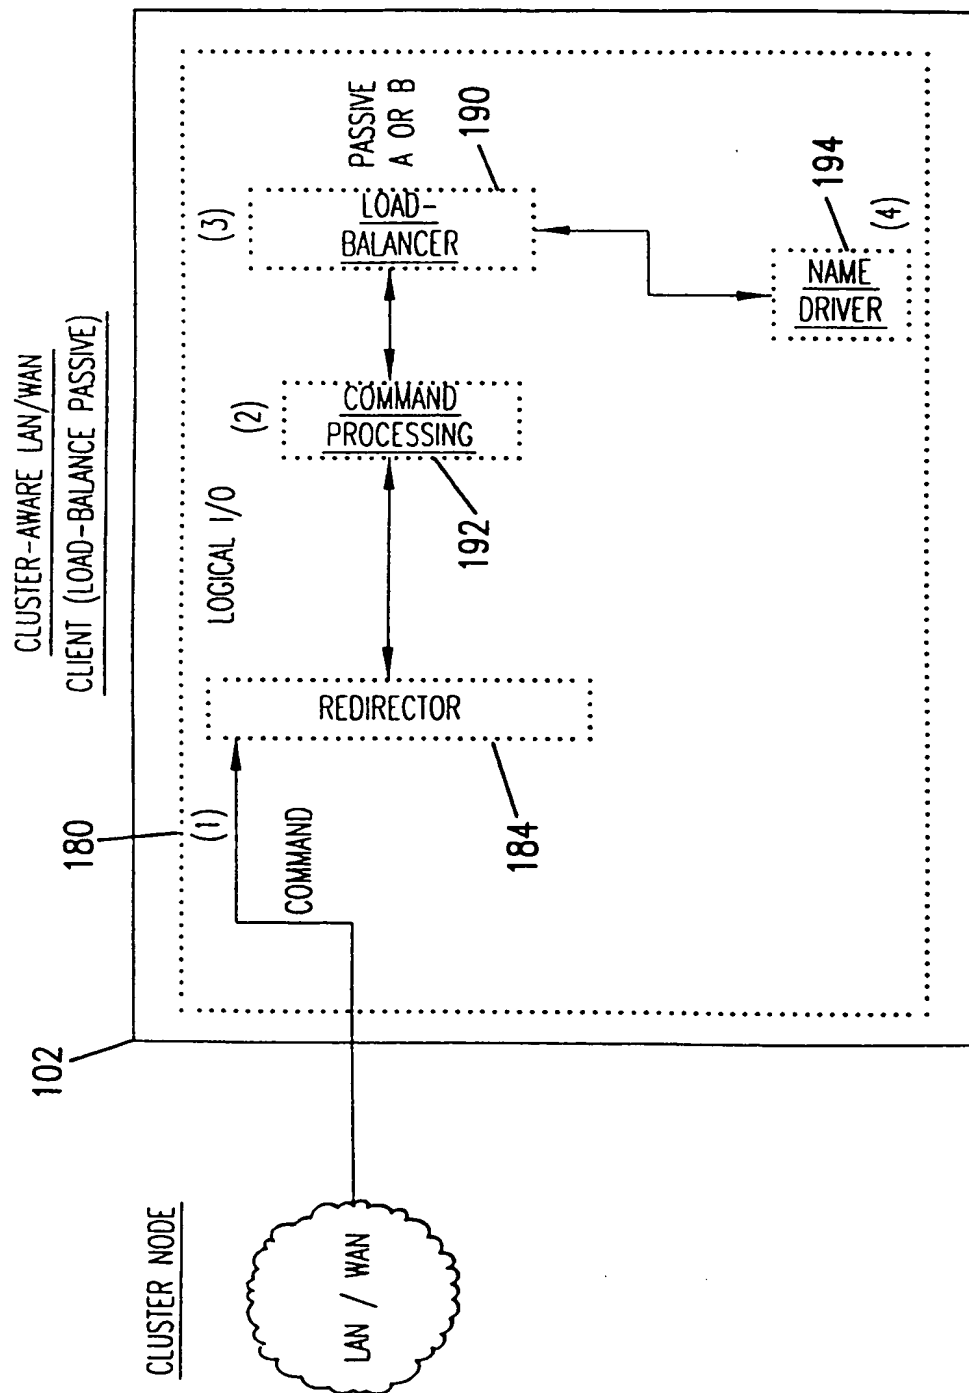 CLUSTER-AWARE LAN/WAN
CLIENT (LOAD-BALANCE PASSIVE)
CLUSTER NODE
LAN / WAN
102
180
(1)
COMMAND
REDIRECTOR
184
LOGICAL I/O
(2)
COMMAND
PROCESSING
192
(3)
LOAD-
BALANCER
PASSIVE
A OR B
190
NAME
DRIVER
194
(4)